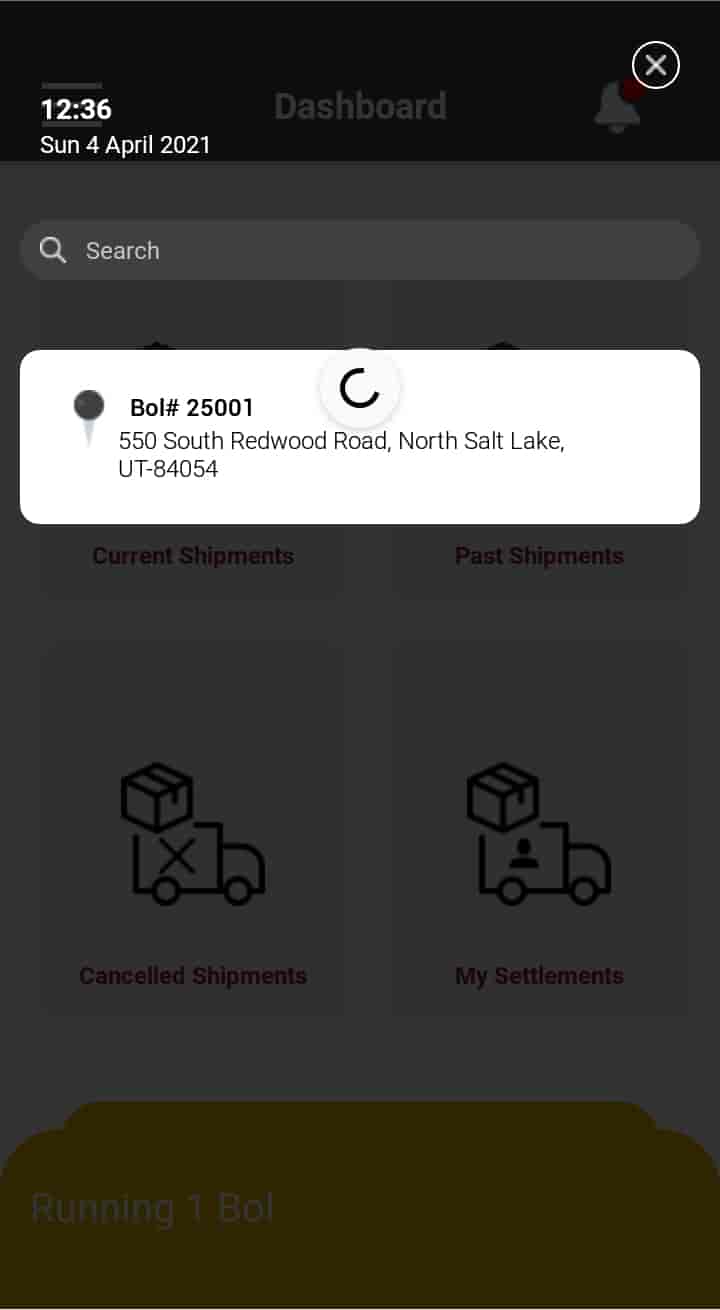 Dashboard
12:36
Sun 4 April 2021
Search
Bol# 25001
550 South Redwood Road, North Salt Lake,
UT-84054
Current Shipments
Past Shipments
Cancelled Shipments
My Settlements
Running 1 Bol